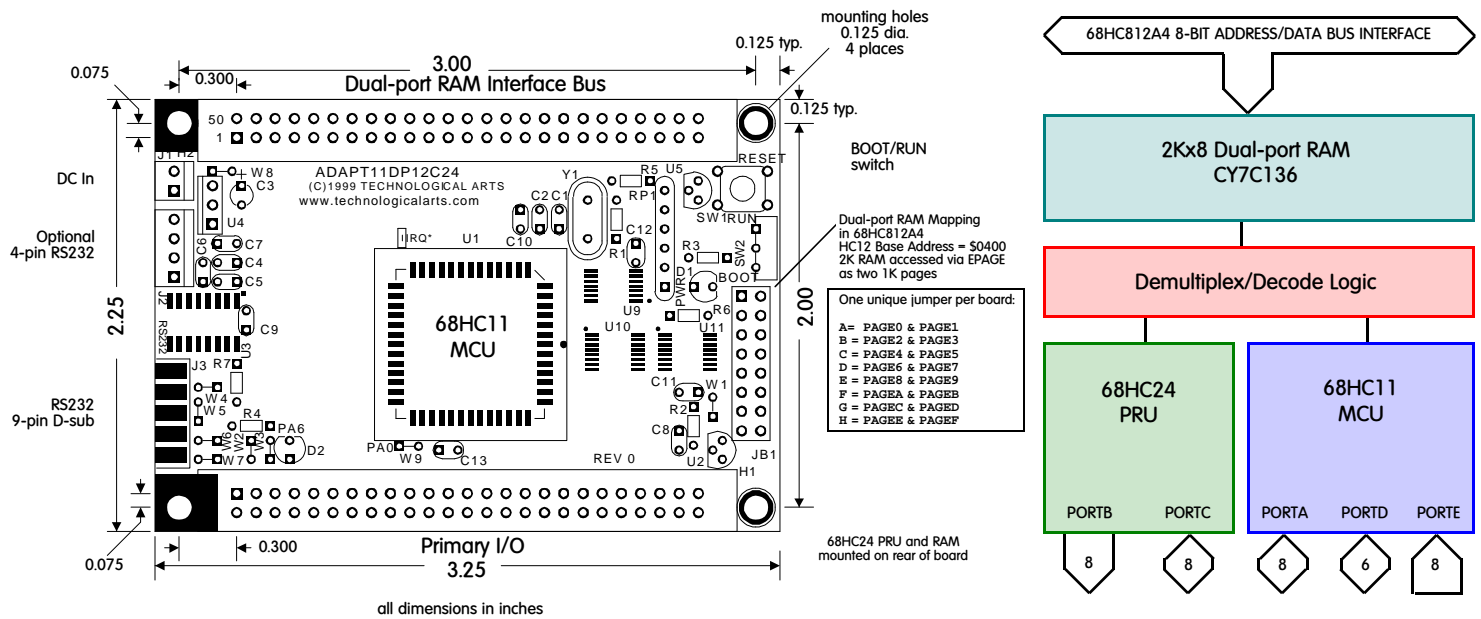 mounting holes
0.125 dia.
4 places
0.125 typ.
0.075
0.300
3.00
Dual-port RAM Interface Bus
0.125 typ.
50
1
J1 H2
DC In
W8
C3
U4
ADAPT11DP12C24
(C)1999 TECHNOLOGICAL ARTS
www.technologicalarts.com
Y1
R5 U5
RESET
RP1
SW1
RUN
SW2
BOOT/RUN
switch
Optional
4-pin RS232
C6
C7
C4
C5
IRQ*
U1
C2 C1
C10
R1
C12
R3
D1
PWR
BOOT
Dual-port RAM Mapping
in 68HC812A4
HC12 Base Address = $0400
2K RAM accessed via EPAGE
as two 1K pages
J2
RS232
C9
U3
R7
68HC11
MCU
U9
U10
U11
R6
2.25
2.00
One unique jumper per board:
A= PAGE0 & PAGE1
B = PAGE2 & PAGE3
C = PAGE4 & PAGE5
D = PAGE6 & PAGE7
E = PAGE8 & PAGE9
F = PAGEA & PAGEB
G = PAGEC & PAGED
H = PAGEE & PAGEF
RS232
9-pin D-sub
J3
W4
W5
R4
PA6
W6
W2
W3
W7
D2
PA0
W9
C13
C11
W1
R2
C8
U2
REV 0
JB1
H1
0.075
0.300
Primary I/O
3.25
68HC24 PRU and RAM
mounted on rear of board
all dimensions in inches
68HC812A4 8-BIT ADDRESS/DATA BUS INTERFACE
2Kx8 Dual-port RAM
CY7C136
Demultiplex/Decode Logic
68HC24
PRU
68HC11
MCU
PORTB
PORTC
PORTA
PORTD
PORTE
8
8
8
6
8